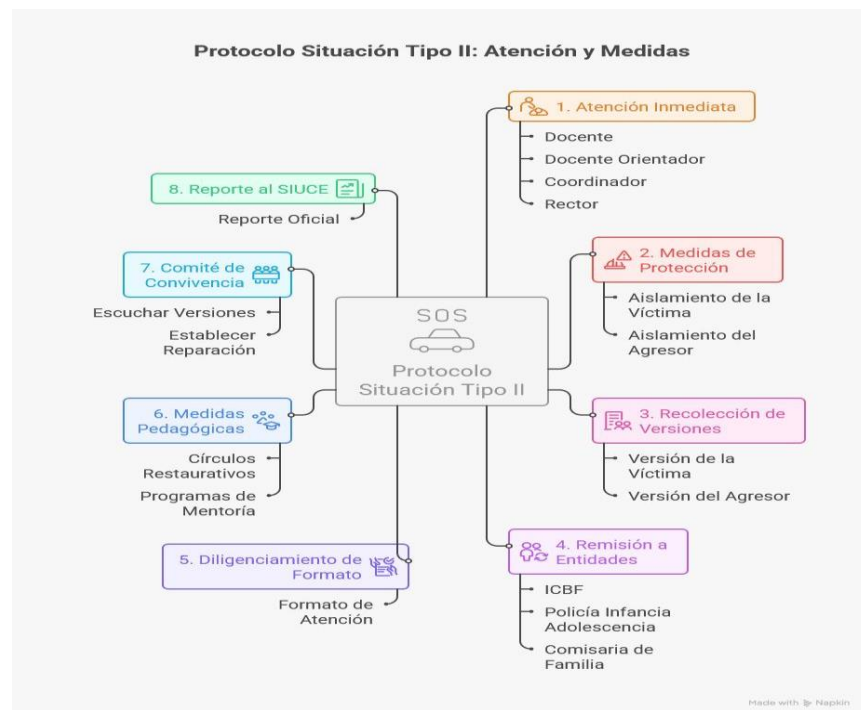 Protocolo Situación Tipo II: Atención y Medidas
1. Atención Inmediata
Docente
Docente Orientador
Coordinador
Rector
2. Medidas de
Protección
Aislamiento de la
Víctima
Aislamiento del
Agresor
SOS
Protocolo
Situación Tipo II
3. Recolección de
Versiones
Versión de la
Víctima
Versión del Agresor
4. Remisión a
Entidades
ICBF
Policía Infancia
Adolescencia
Comisaria de
Familia
5. Diligenciamiento de
Formato
Formato de
Atención
6. Medidas
Pedagógicas
Círculos
Restaurativos
Programas de
Mentoría
7. Comité de
Convivencia
Escuchar Versiones
Establecer
Reparación
8. Reporte al SIUCE
Reporte Oficial
Made with Napkin